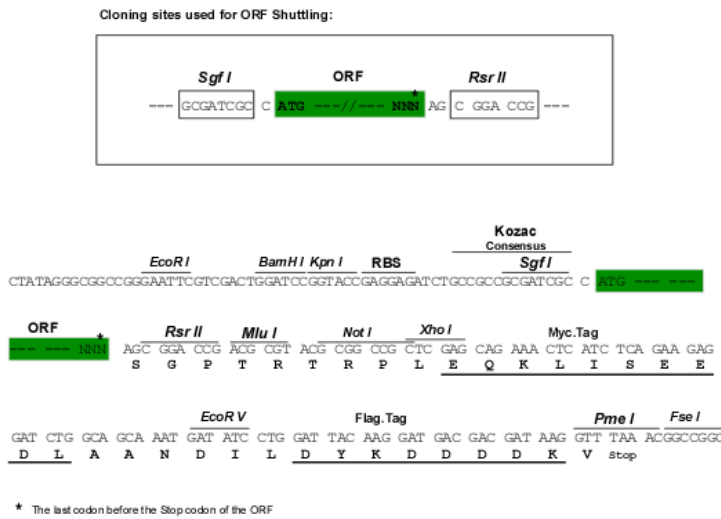 Cloning sites used for ORF Shuttling:
Sgf I ORF Rsr II
*
--- GCGATCGC C ATG ---//--- NNN AG C GGA CCG ---
Kozac
Consensus
EcoR I BamH I Kpn I RBS Sgf I
CTATAGGGCGGCCGGGAATTCGTCGACTGGATCCGGTACCGAGGAGATCTGCCGCCGCGATCGC C ATG --- ---
ORF * Rsr II Mlu I Not I Xho I Myc.Tag
--- --- NNN AGC GGA CCG ACG CGT ACG CGG CCG CTC GAG CAG AAA CTC ATC TCA GAA GAG
S G P T R T R P L E Q K L I S E E
EcoR V Flag.Tag Pme I Fse I
GAT CTG GCA GCA AAT GAT ATC CTG GAT TAC AAG GAT GAC GAC GAT AAG GTT TAA ACGGCCGGC
D L A A N D I L D Y K D D D D K V Stop
* The last codon before the Stop codon of the ORF